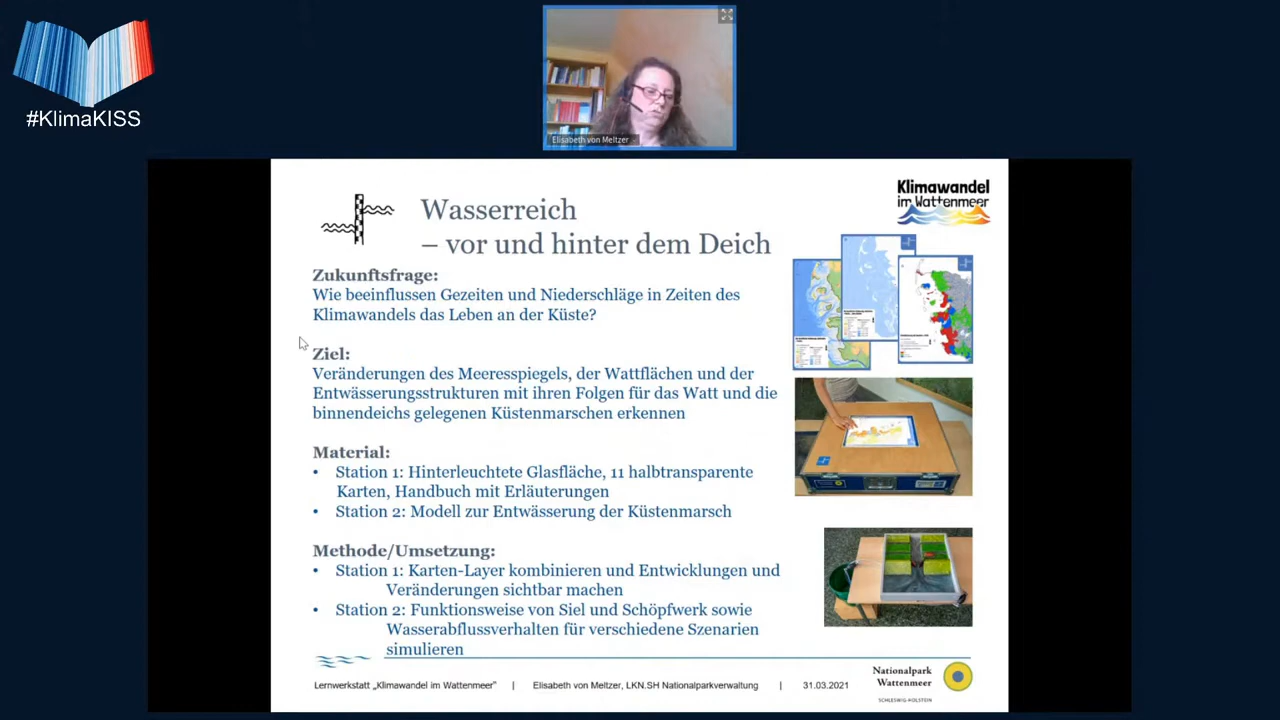 #KlimaKISS
Elisabeth von Meltzer
Wasserreich
– vor und hinter dem Deich
Klimawandel
im Wattenmeer
Zukunftsfrage:
Wie beeinflussen Gezeiten und Niederschläge in Zeiten des
Klimawandels das Leben an der Küste?
Ziel:
Veränderungen des Meeresspiegels, der Wattflächen und der
Entwässerungsstrukturen mit ihren Folgen für das Watt und die
binnendeichs gelegenen Küstenmarschen erkennen
Material:
• Station 1: Hinterleuchtete Glasfläche, 11 halbtransparente
Karten, Handbuch mit Erläuterungen
• Station 2: Modell zur Entwässerung der Küstenmarsch
Methode/Umsetzung:
• Station 1: Karten-Layer kombinieren und Entwicklungen und
Veränderungen sichtbar machen
• Station 2: Funktionsweise von Siel und Schöpfwerk sowie
Wasserabflussverhalten für verschiedene Szenarien
simulieren
Lernwerkstatt „Klimawandel im Wattenmeer" | Elisabeth von Meltzer, LKN.SH Nationalparkverwaltung | 31.03.2021
Nationalpark
Wattenmeer
SCHLESWIG-HOLSTEIN